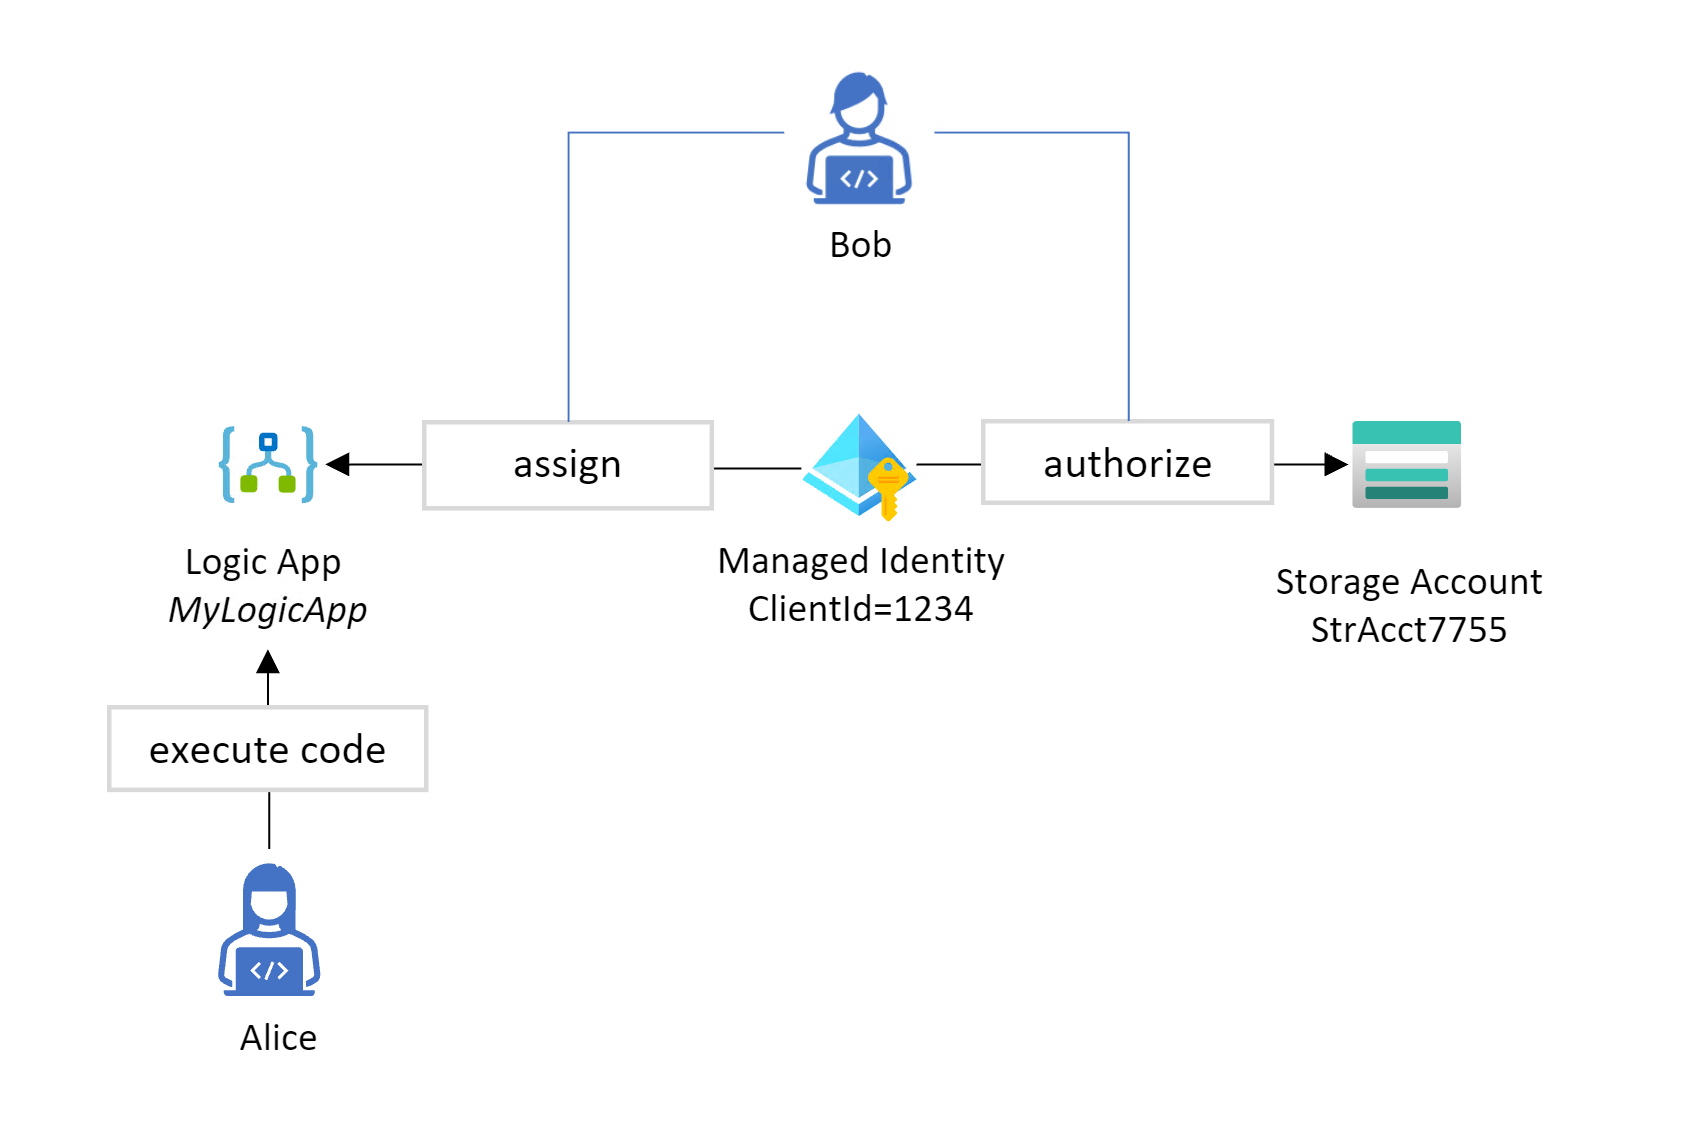 </>
Bob
assign
authorize
Logic App
MyLogicApp
Managed Identity
ClientId=1234
Storage Account
StrAcct7755
execute code
</>
Alice